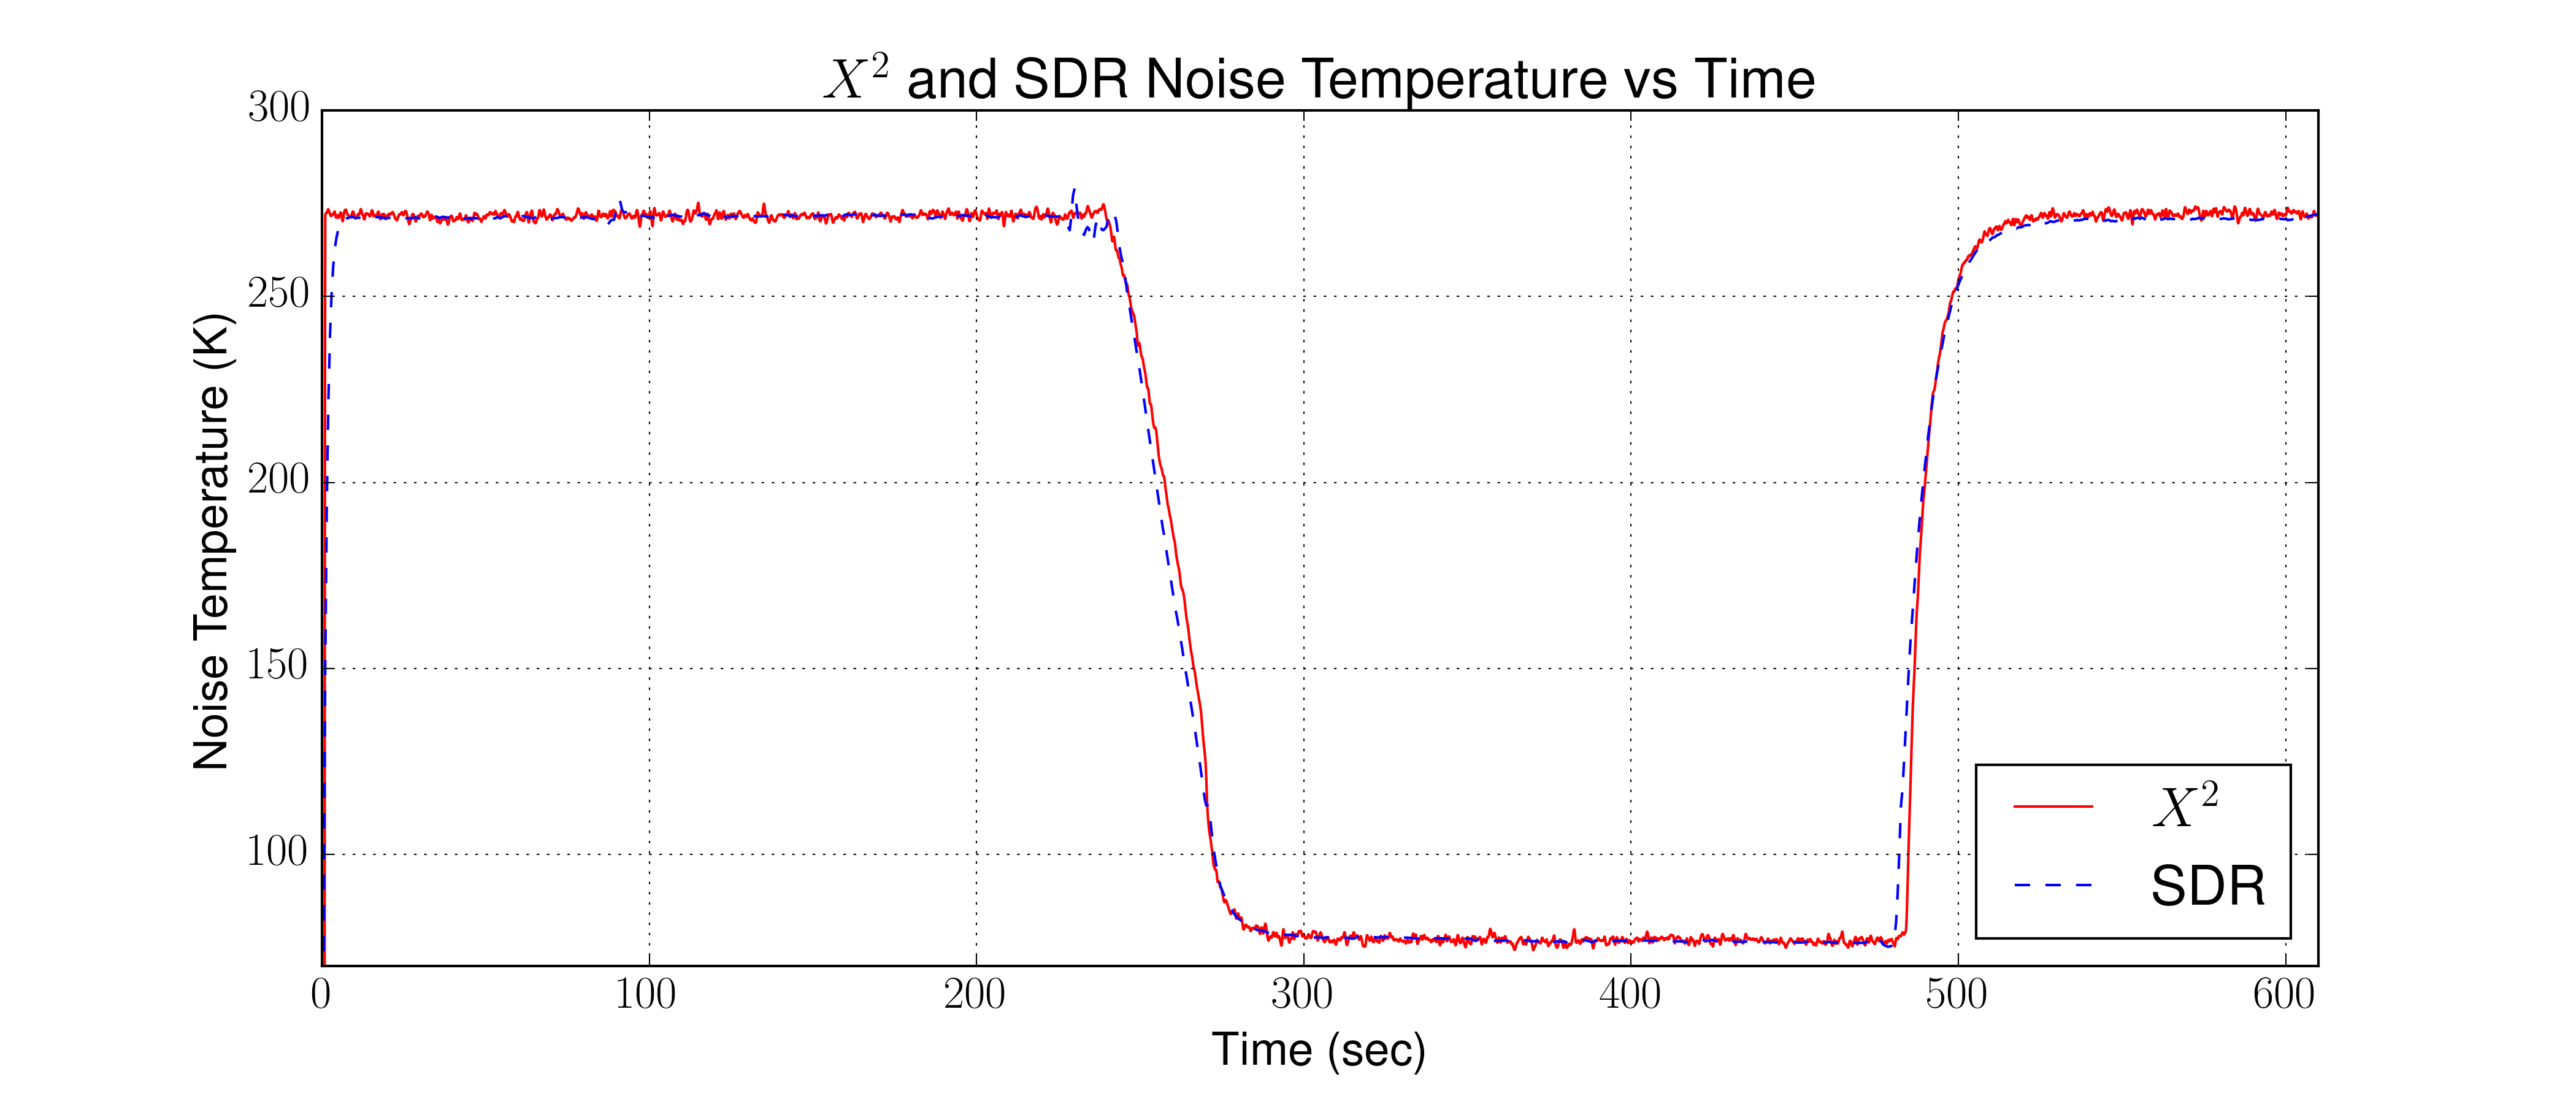 X² and SDR Noise Temperature vs Time
300
250
200
150
100
Noise Temperature (K)
0 100 200 300 400 500 600
Time (sec)
X²
SDR